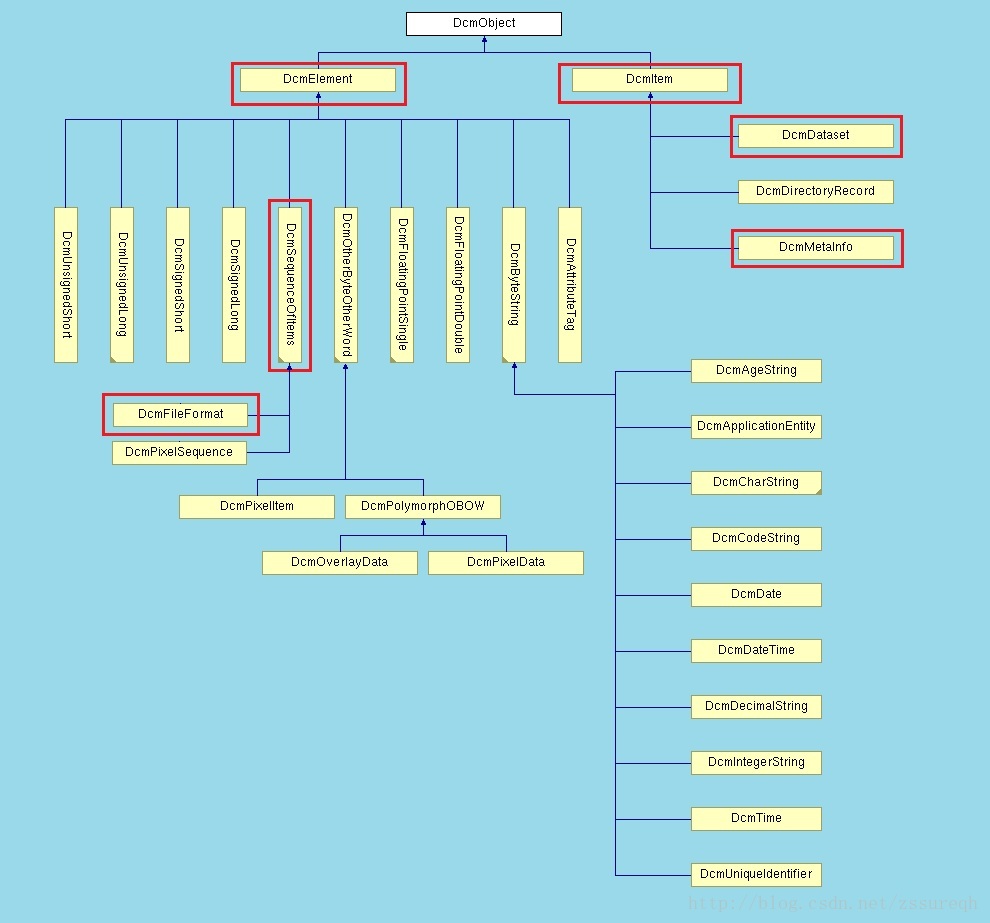 DcmObject
DcmElement
DcmItem
DcmDataset
DcmDirectoryRecord
DcmMetaInfo
DcmUnsignedShort
DcmUnsignedLong
DcmSignedShort
DcmSignedLong
DcmSequenceOfItems
DcmOtherByteOtherWord
DcmFloatingPointSingle
DcmFloatingPointDouble
DcmByteString
DcmAttributeTag
DcmFileFormat
DcmPixelSequence
DcmPixelItem
DcmPolymorphOBOW
DcmOverlayData
DcmPixelData
DcmAgeString
DcmApplicationEntity
DcmCharString
DcmCodeString
DcmDate
DcmDateTime
DcmDecimalString
DcmIntegerString
DcmTime
DcmUniqueIdentifier
http://blog.csdn.net/zssureqh